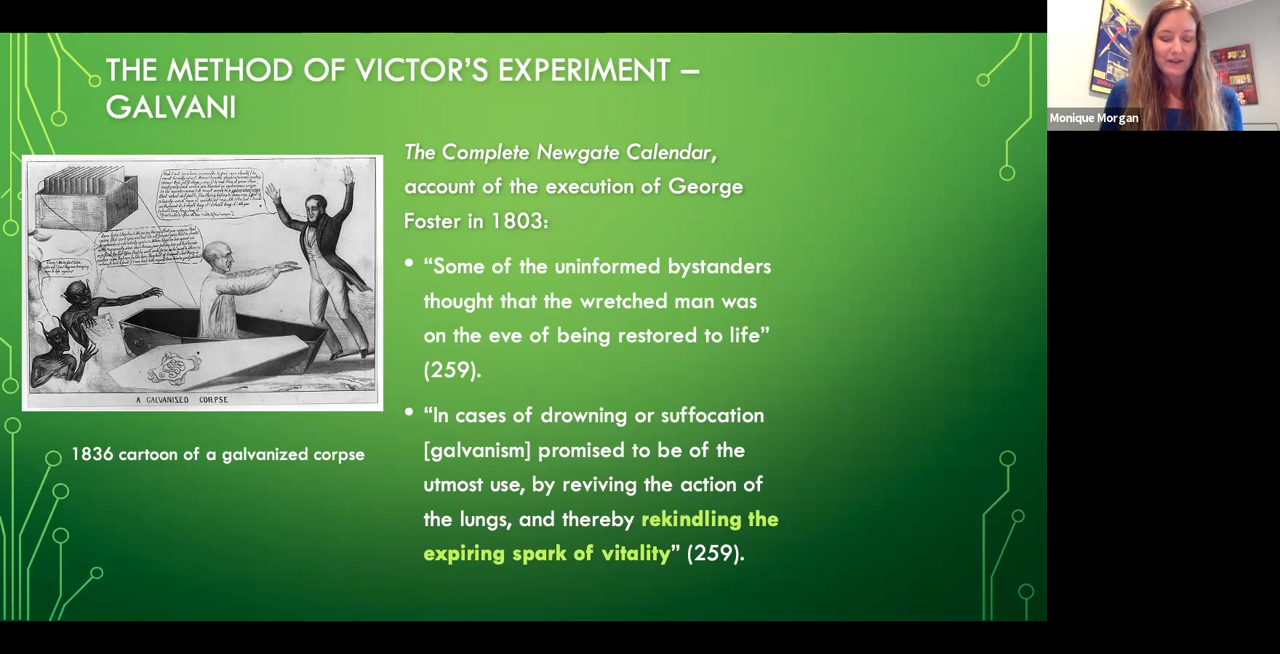 THE METHOD OF VICTOR’S EXPERIMENT –
GALVANI
The Complete Newgate Calendar,
account of the execution of George
Foster in 1803:
• “Some of the uninformed bystanders
thought that the wretched man was
on the eve of being restored to life”
(259).
• “In cases of drowning or suffocation
[galvanism] promised to be of the
utmost use, by reviving the action of
the lungs, and thereby rekindling the
expiring spark of vitality” (259).
A GALVANISED CORPSE
1836 cartoon of a galvanized corpse
Monique Morgan